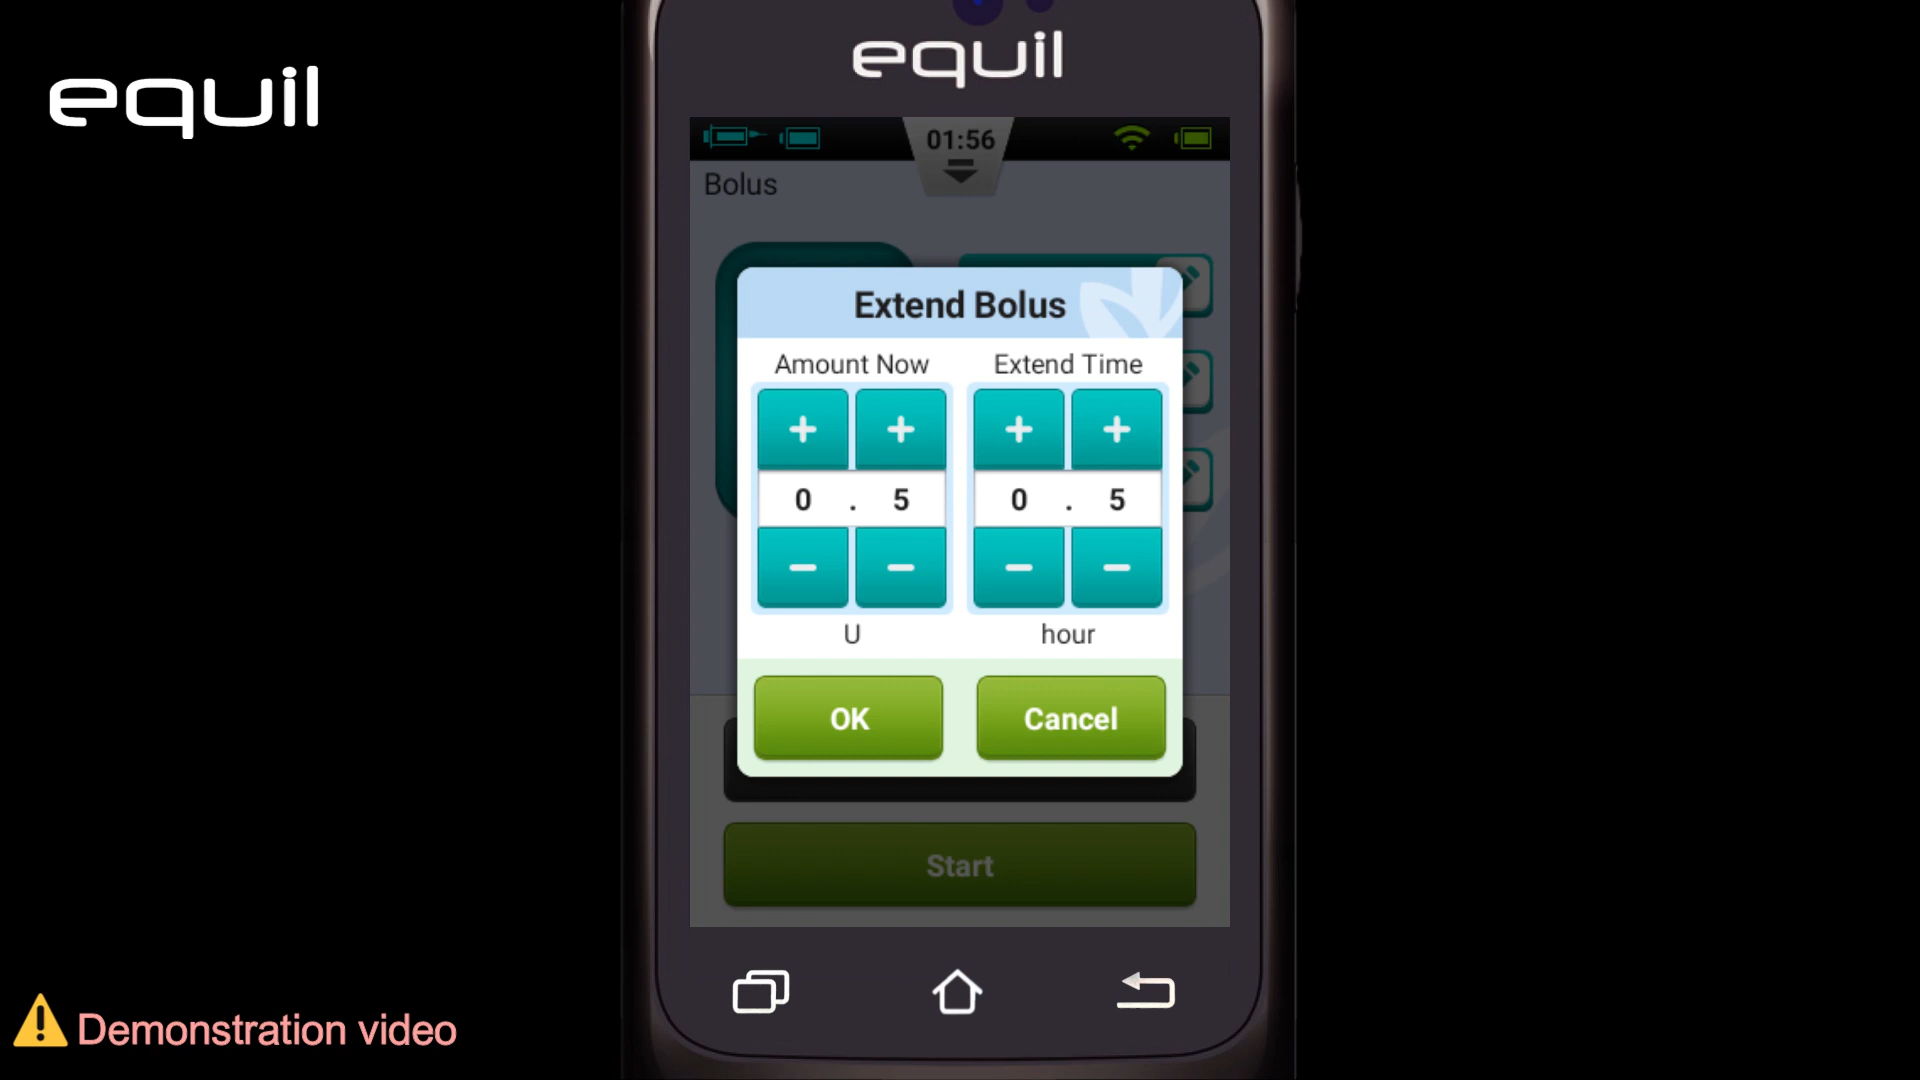 equil
equil
01:56
Bolus
Extend Bolus
Amount Now Extend Time
+ + + +
0 . 5 0 . 5
− − − −
U hour
OK Cancel
Start
Demonstration video